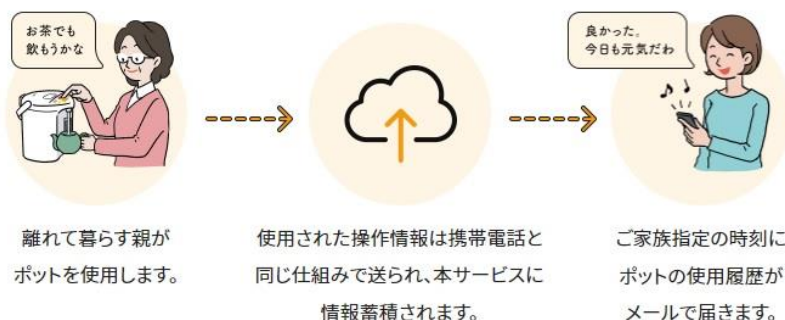 お茶でも
飲もうかな
良かった。
今日も元気だわ
離れて暮らす親が
ポットを使用します。
使用された操作情報は携帯電話と
同じ仕組みで送られ、本サービスに
情報蓄積されます。
ご家族指定の時刻に
ポットの使用履歴が
メールで届きます。